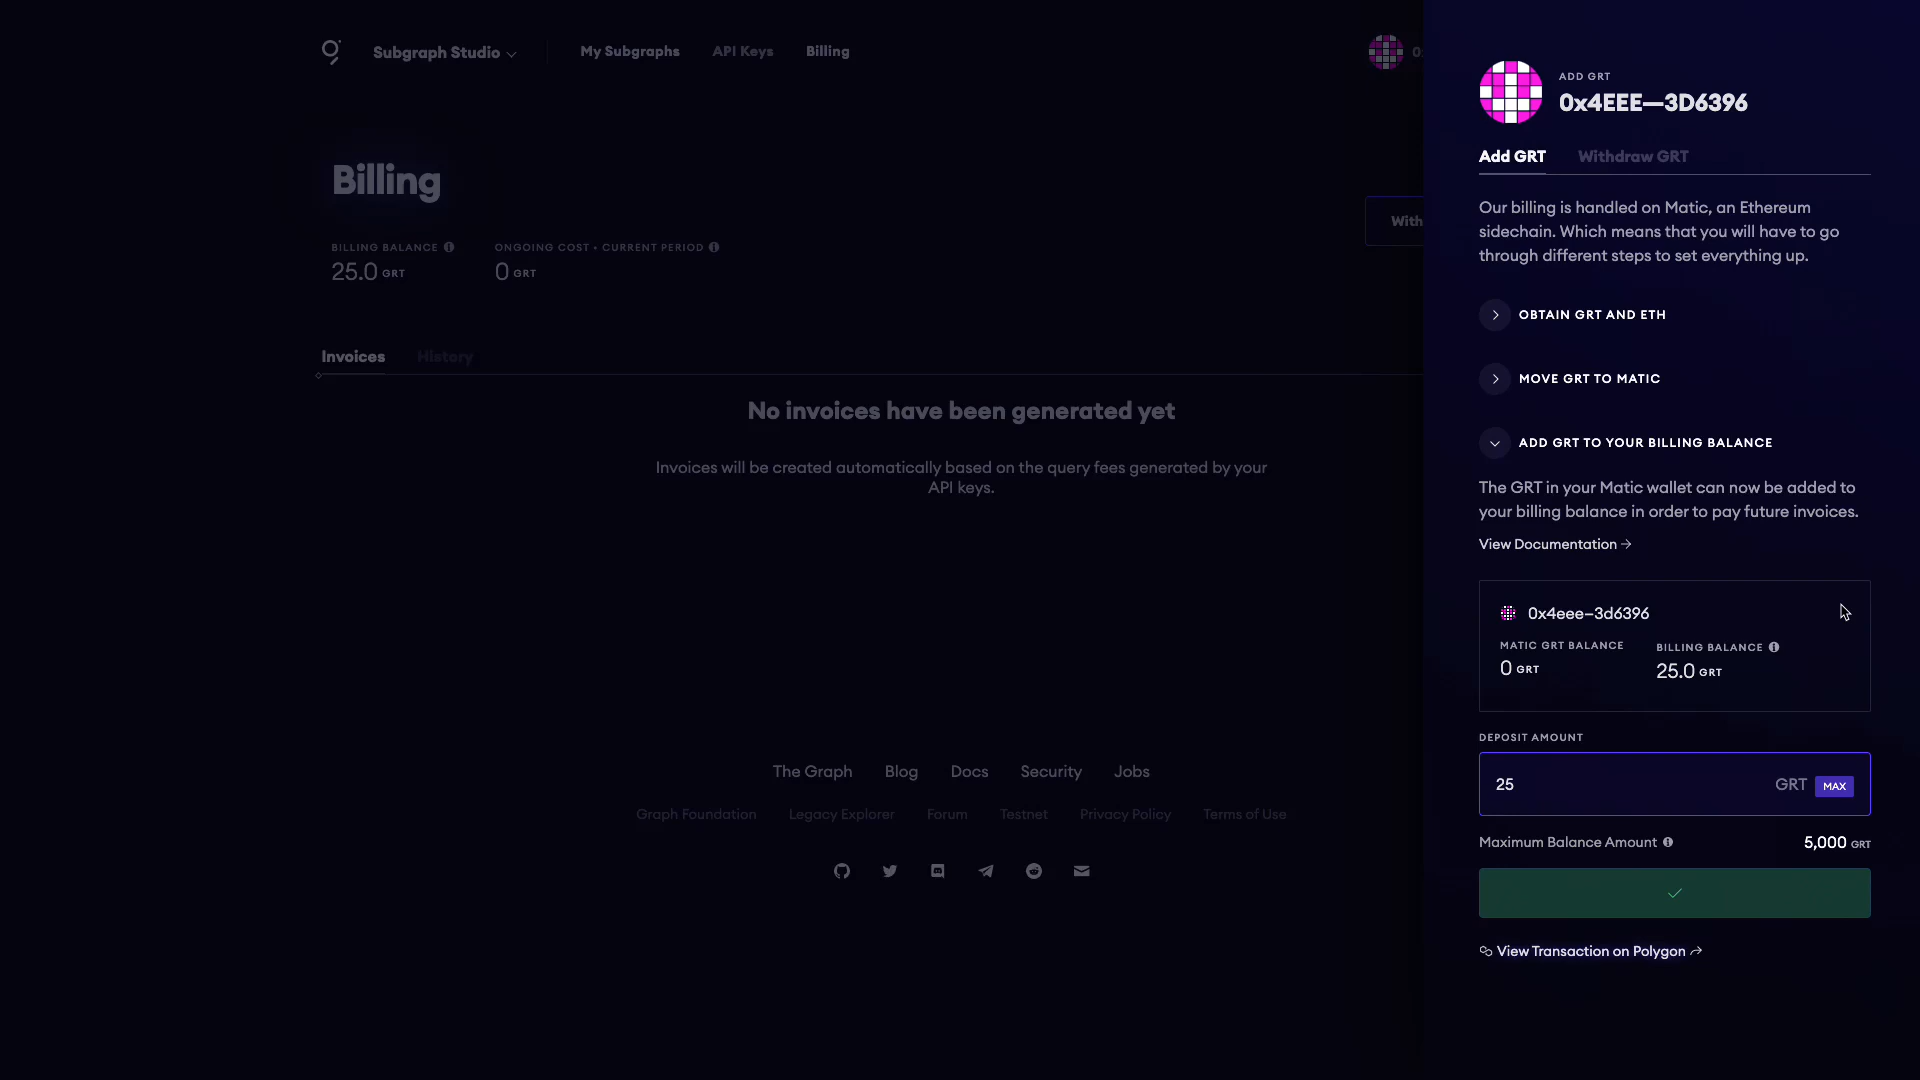 Subgraph Studio
My Subgraphs
API Keys
Billing
Billing
BILLING BALANCE
25.0 GRT
ONGOING COST • CURRENT PERIOD
0 GRT
Invoices
History
No invoices have been generated yet
Invoices will be created automatically based on the query fees generated by your
API keys.
The Graph
Blog
Docs
Security
Jobs
Graph Foundation
Legacy Explorer
Forum
Testnet
Privacy Policy
Terms of Use
ADD GRT
0x4EEE—3D6396
Add GRT
Withdraw GRT
Our billing is handled on Matic, an Ethereum
sidechain. Which means that you will have to go
through different steps to set everything up.
OBTAIN GRT AND ETH
MOVE GRT TO MATIC
ADD GRT TO YOUR BILLING BALANCE
The GRT in your Matic wallet can now be added to
your billing balance in order to pay future invoices.
View Documentation →
0x4eee—3d6396
MATIC GRT BALANCE
0 GRT
BILLING BALANCE
25.0 GRT
DEPOSIT AMOUNT
25
GRT MAX
Maximum Balance Amount
5,000 GRT
View Transaction on Polygon